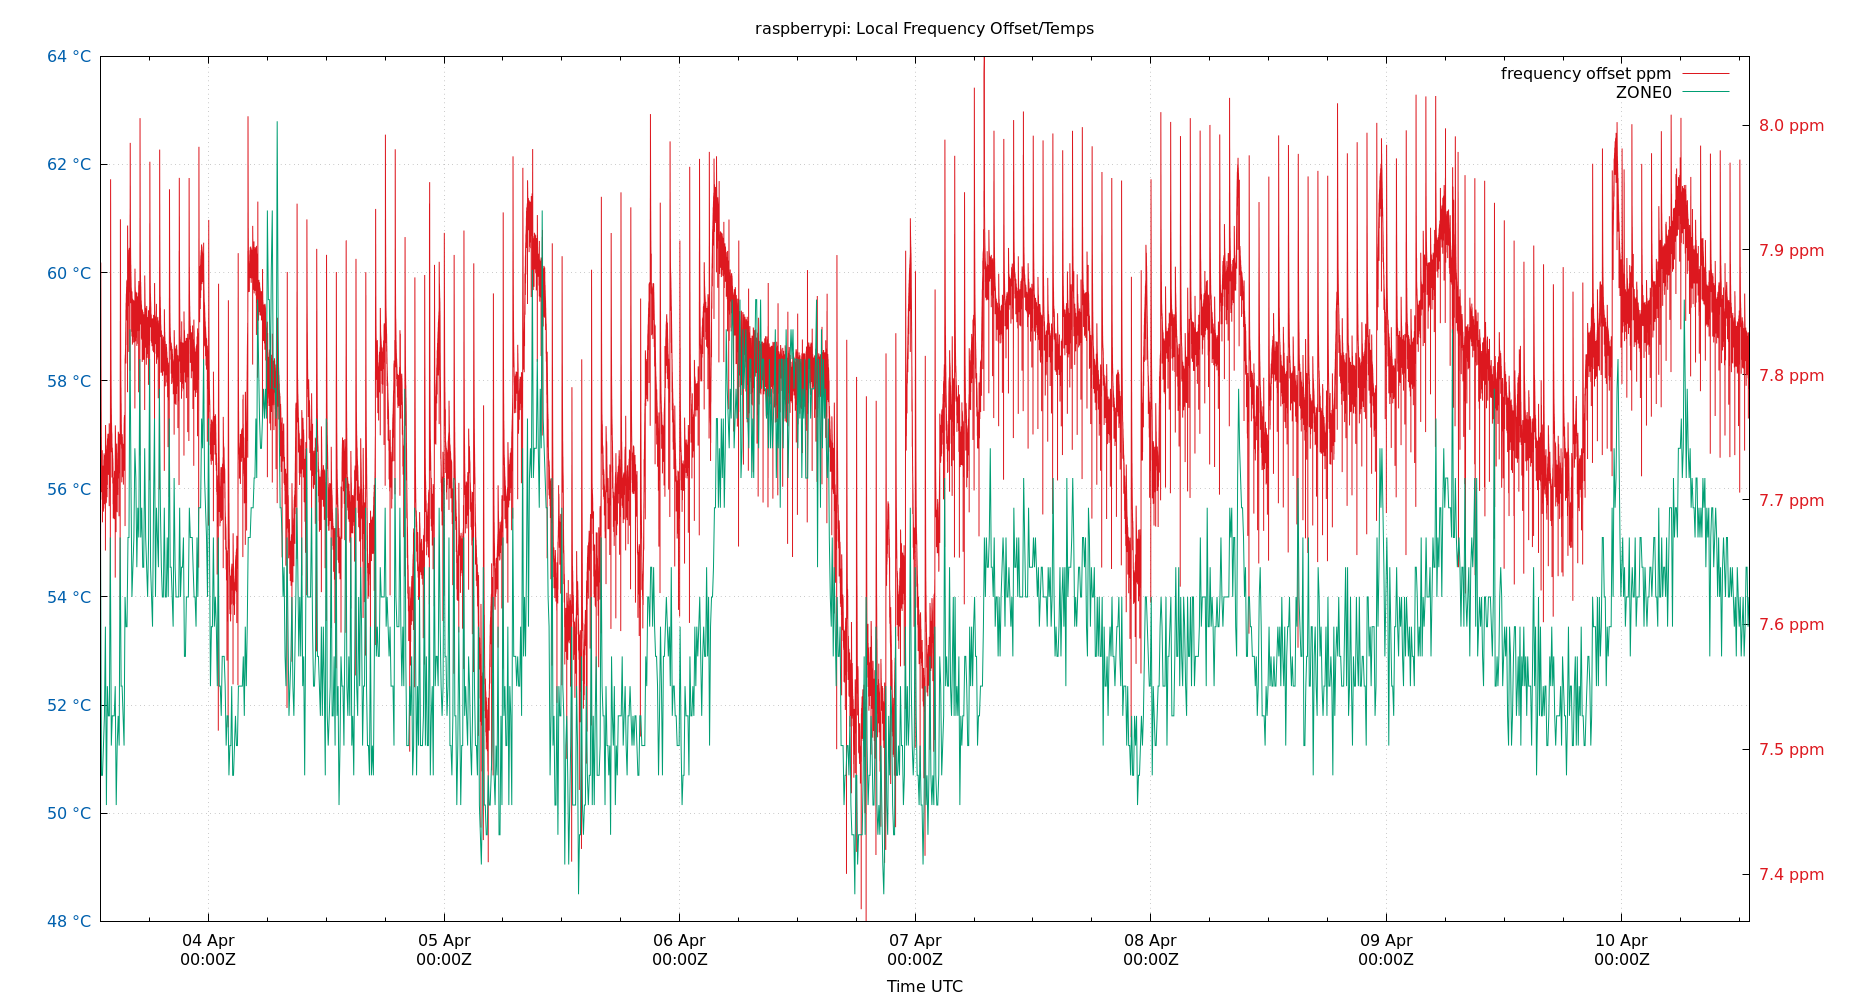 raspberrypi: Local Frequency Offset/Temps
64 °C
62 °C
60 °C
58 °C
56 °C
54 °C
52 °C
50 °C
48 °C
frequency offset ppm
ZONE0
8.0 ppm
7.9 ppm
7.8 ppm
7.7 ppm
7.6 ppm
7.5 ppm
7.4 ppm
04 Apr
00:00Z
05 Apr
00:00Z
06 Apr
00:00Z
07 Apr
00:00Z
08 Apr
00:00Z
09 Apr
00:00Z
10 Apr
00:00Z
Time UTC